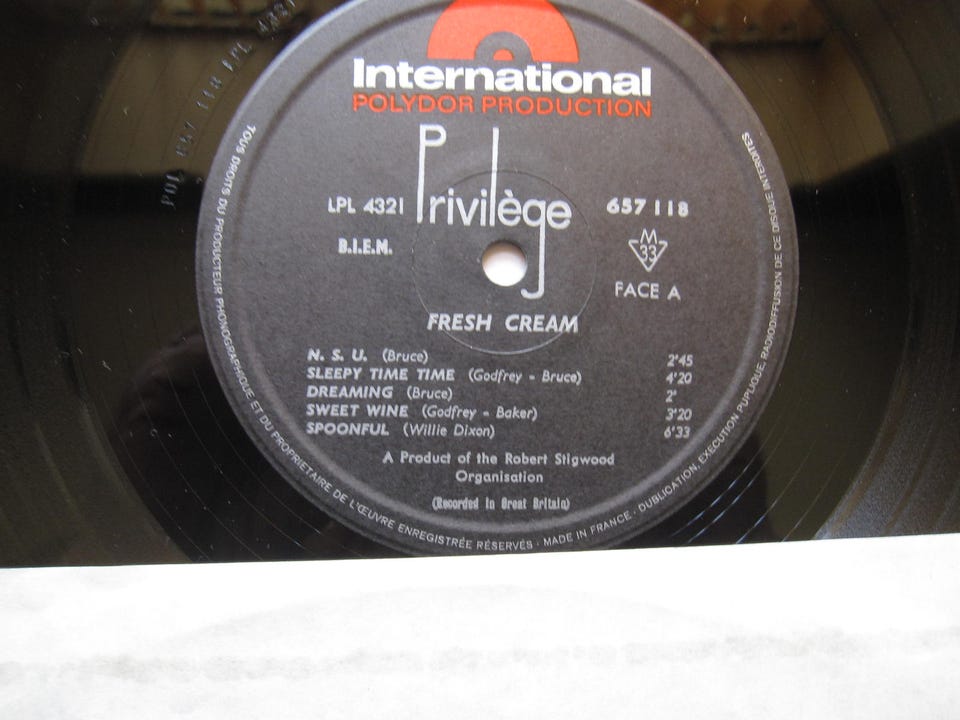 International
POLYDOR PRODUCTION
Privilège
LPL 4321
657 118
B.I.E.M.
M
33
FACE A
FRESH CREAM
N. S. U. (Bruce) 2'45
SLEEPY TIME TIME (Godfrey - Bruce) 4'20
DREAMING (Bruce) 2'
SWEET WINE (Godfrey - Baker) 3'20
SPOONFUL (Willie Dixon) 6'33
A Product of the Robert Stigwood
Organisation
(Recorded in Great Britain)
TOUS DROITS DU PRODUCTEUR PHONOGRAPHIQUE ET DU PROPRIETAIRE DE L'ŒUVRE ENREGISTRÉE RÉSERVÉS · MADE IN FRANCE · DUBLICATION, EXECUTION PUPLIQUE, RADIODIFFUSION DE CE DISQUE INTERDITES